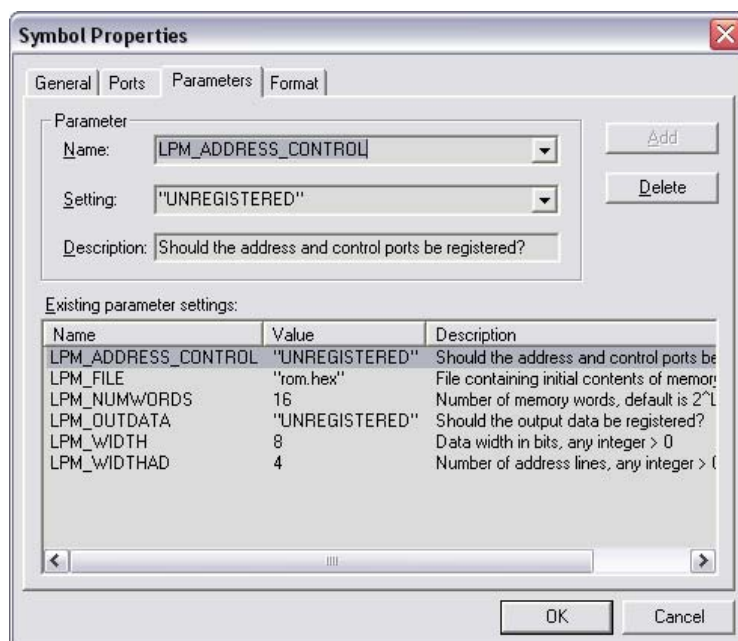 Symbol Properties
General Ports Parameters Format
Parameter
Name: LPM_ADDRESS_CONTROL
Add
Setting: "UNREGISTERED"
Delete
Description: Should the address and control ports be registered?
Existing parameter settings:
Name Value Description
LPM_ADDRESS_CONTROL "UNREGISTERED" Should the address and control ports be
LPM_FILE "rom.hex" File containing initial contents of memor
LPM_NUMWORDS 16 Number of memory words, default is 2^L
LPM_OUTDATA "UNREGISTERED" Should the output data be registered?
LPM_WIDTH 8 Data width in bits, any integer > 0
LPM_WIDTHAD 4 Number of address lines, any integer > 0
OK Cancel